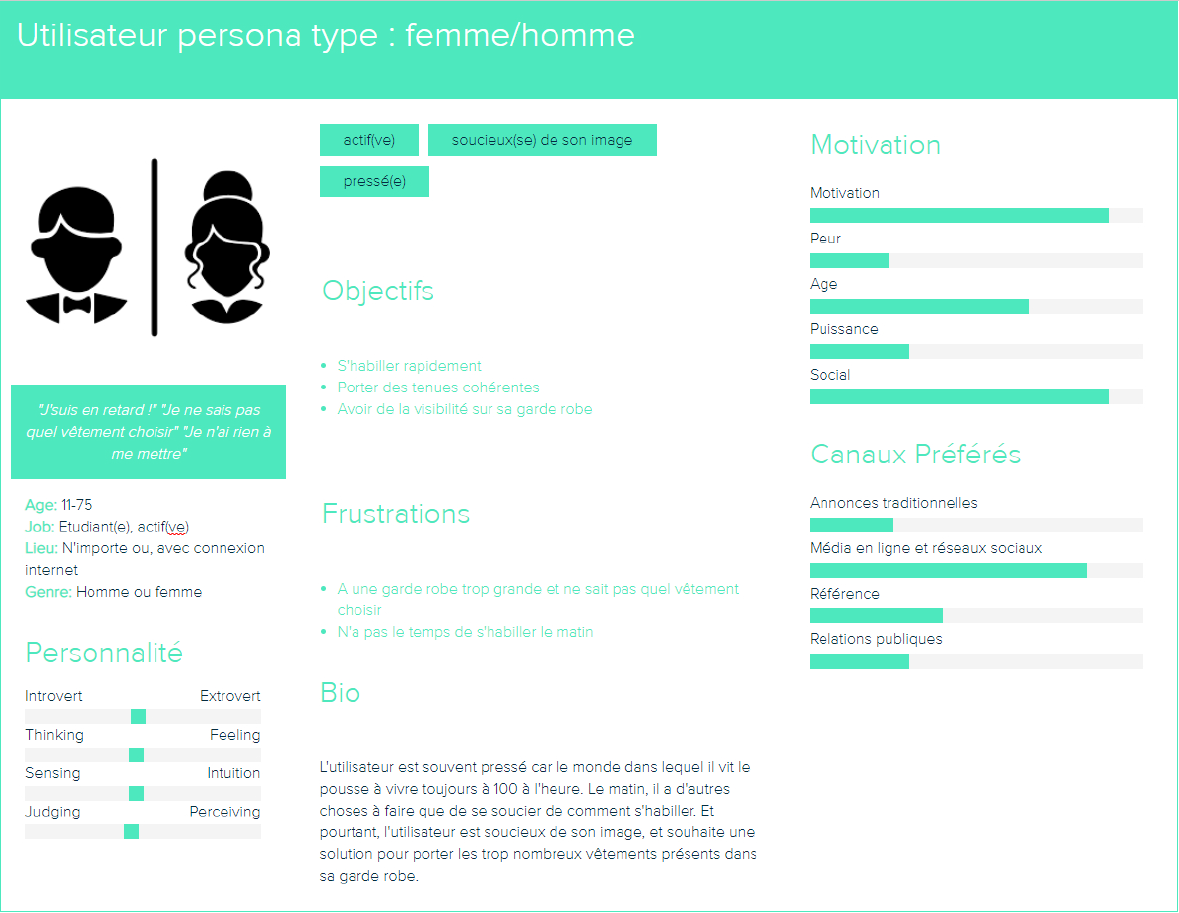 Utilisateur persona type : femme/homme
"J'suis en retard !" "Je ne sais pas
quel vêtement choisir" "Je n'ai rien à
me mettre"
Age: 11-75
Job: Etudiant(e), actif(ve)
Lieu: N'importe ou, avec connexion
internet
Genre: Homme ou femme
Personnalité
Introvert Extrovert
Thinking Feeling
Sensing Intuition
Judging Perceiving
actif(ve) soucieux(se) de son image
pressé(e)
Objectifs
• S'habiller rapidement
• Porter des tenues cohérentes
• Avoir de la visibilité sur sa garde robe
Frustrations
• A une garde robe trop grande et ne sait pas quel vêtement
choisir
• N'a pas le temps de s'habiller le matin
Bio
L'utilisateur est souvent pressé car le monde dans lequel il vit le
pousse à vivre toujours à 100 à l'heure. Le matin, il a d'autres
choses à faire que de se soucier de comment s'habiller. Et
pourtant, l'utilisateur est soucieux de son image, et souhaite une
solution pour porter les trop nombreux vêtements présents dans
sa garde robe.
Motivation
Motivation
Peur
Age
Puissance
Social
Canaux Préférés
Annonces traditionnelles
Média en ligne et réseaux sociaux
Référence
Relations publiques